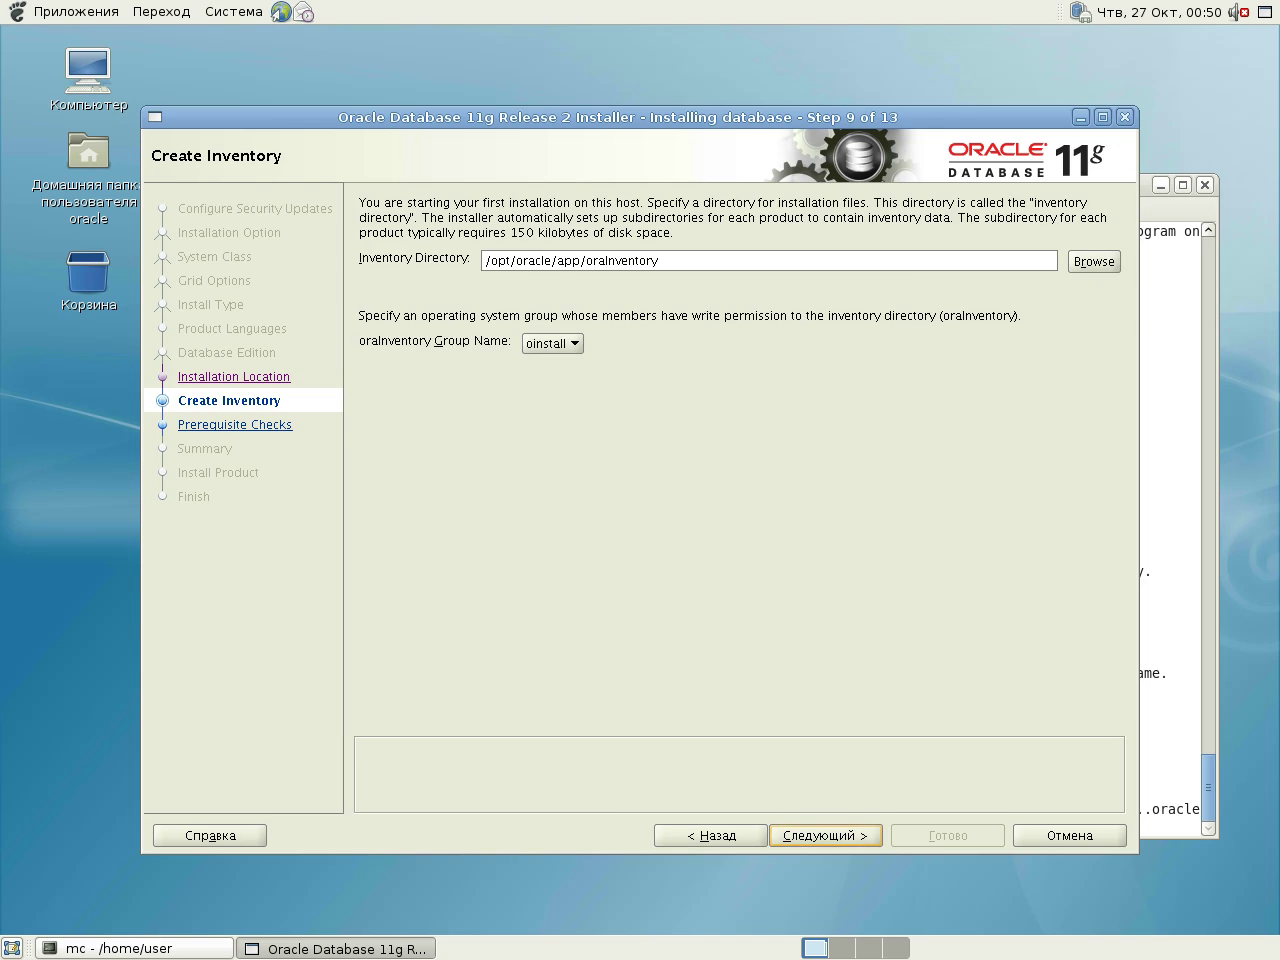 Приложения Переход Система
Чтв, 27 Окт, 00:50
Компьютер
Домашняя папка
пользователя
oracle
Корзина
Oracle Database 11g Release 2 Installer - Installing database - Step 9 of 13
Create Inventory
ORACLE
DATABASE
11g
Configure Security Updates
Installation Option
System Class
Grid Options
Install Type
Product Languages
Database Edition
Installation Location
Create Inventory
Prerequisite Checks
Summary
Install Product
Finish
You are starting your first installation on this host. Specify a directory for installation files. This directory is called the "inventory
directory". The installer automatically sets up subdirectories for each product to contain inventory data. The subdirectory for each
product typically requires 150 kilobytes of disk space.
Inventory Directory: /opt/oracle/app/oraInventory Browse
Specify an operating system group whose members have write permission to the inventory directory (oraInventory).
oraInventory Group Name: oinstall
ogram on
y.
ame.
..oracle
Справка < Назад Следующий > Готово Отмена
mc - /home/user
Oracle Database 11g R...